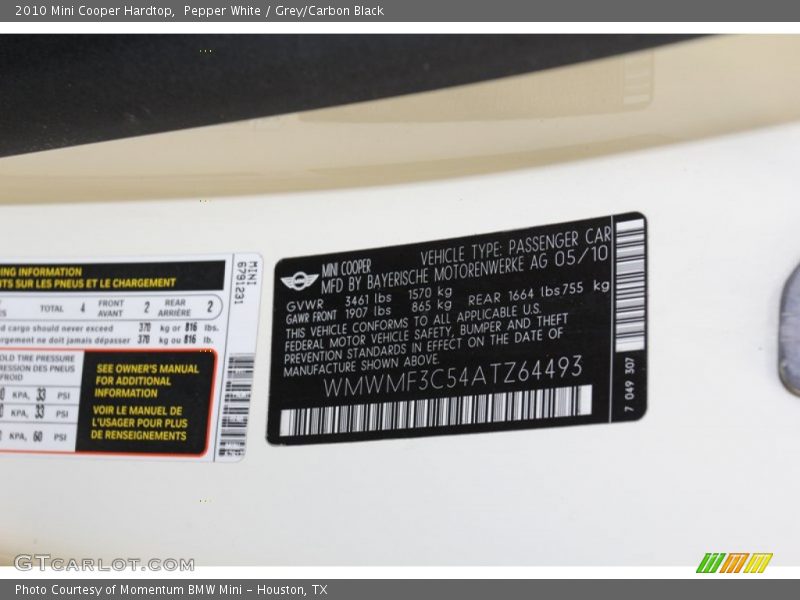 2010 Mini Cooper Hardtop,  Pepper White / Grey/Carbon Black
ING INFORMATION
TS SUR LES PNEUS ET LE CHARGEMENT
TOTAL 4 FRONT AVANT 2 REAR ARRIÈRE 2
d cargo should never exceed 370 kg or 816 lbs.
rgement ne doit jamais dépasser 370 kg ou 816 lb.
OLD TIRE PRESSURE
RESSION DES PNEUS
FROID
KPA, 33 PSI
KPA, 33 PSI
KPA, 60 PSI
SEE OWNER'S MANUAL
FOR ADDITIONAL
INFORMATION
VOIR LE MANUEL DE
L'USAGER POUR PLUS
DE RENSEIGNEMENTS
MINI
6791231
MINI COOPER VEHICLE TYPE: PASSENGER CAR
MFD BY BAYERISCHE MOTORENWERKE AG 05/10
GVWR 3461 lbs 1570 kg
GAWR FRONT 1907 lbs 865 kg REAR 1664 lbs 755 kg
THIS VEHICLE CONFORMS TO ALL APPLICABLE U.S.
FEDERAL MOTOR VEHICLE SAFETY, BUMPER AND THEFT
PREVENTION STANDARDS IN EFFECT ON THE DATE OF
MANUFACTURE SHOWN ABOVE.
WMWMF3C54ATZ64493
7 049 307
GTCARLOT.COM
Photo Courtesy of Momentum BMW Mini - Houston, TX